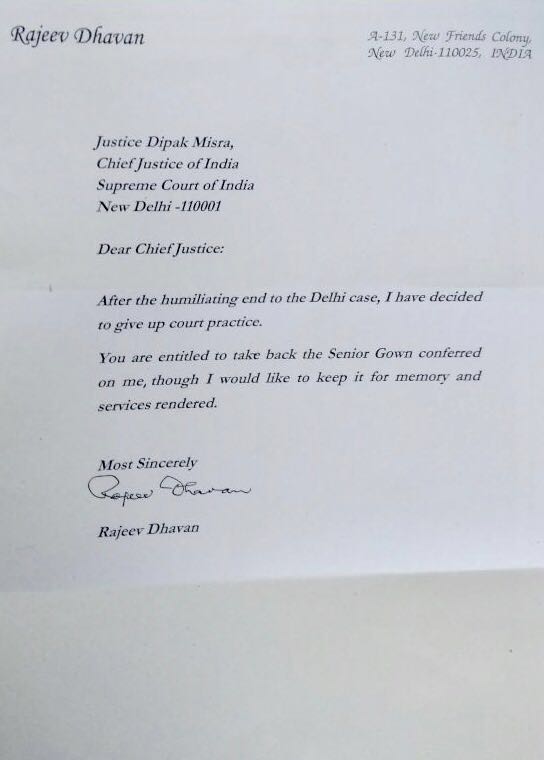 Rajeev Dhavan
A-131, New Friends Colony,
New Delhi-110025, INDIA
Justice Dipak Misra,
Chief Justice of India
Supreme Court of India
New Delhi -110001
Dear Chief Justice:
After the humiliating end to the Delhi case, I have decided
to give up court practice.
You are entitled to take back the Senior Gown conferred
on me, though I would like to keep it for memory and
services rendered.
Most Sincerely
Rajeev Dhavan
Rajeev Dhavan